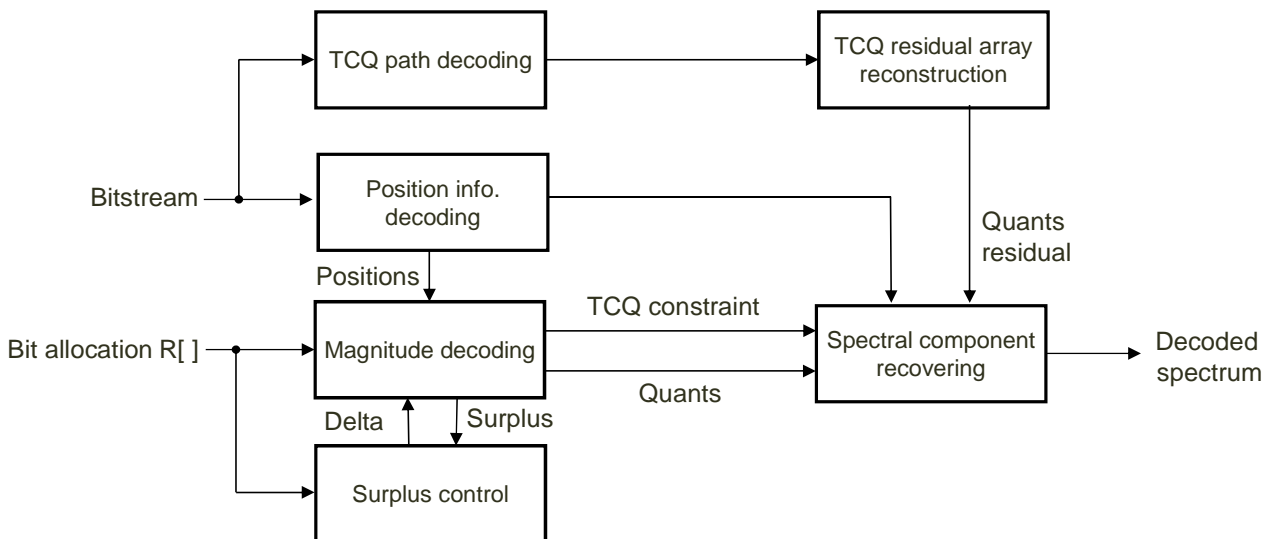 TCQ path decoding
TCQ residual array
reconstruction
Bitstream
Position info.
decoding
Quants
residual
Positions
TCQ constraint
Bit allocation R[ ]
Magnitude decoding
Spectral component
recovering
Decoded
spectrum
Quants
Delta
Surplus
Surplus control